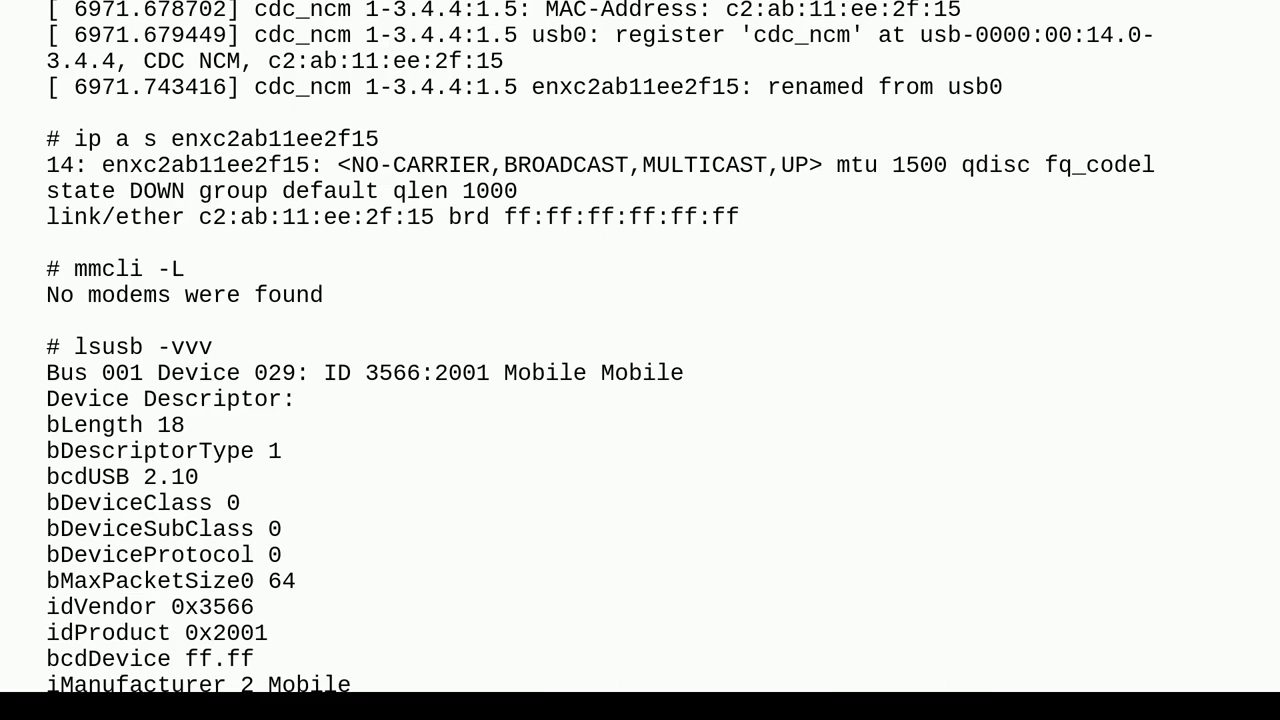 [ 6971.678702] cdc_ncm 1-3.4.4:1.5: MAC-Address: c2:ab:11:ee:2f:15
[ 6971.679449] cdc_ncm 1-3.4.4:1.5 usb0: register 'cdc_ncm' at usb-0000:00:14.0-
3.4.4, CDC NCM, c2:ab:11:ee:2f:15
[ 6971.743416] cdc_ncm 1-3.4.4:1.5 enxc2ab11ee2f15: renamed from usb0
# ip a s enxc2ab11ee2f15
14: enxc2ab11ee2f15: <NO-CARRIER,BROADCAST,MULTICAST,UP> mtu 1500 qdisc fq_codel
state DOWN group default qlen 1000
link/ether c2:ab:11:ee:2f:15 brd ff:ff:ff:ff:ff:ff
# mmcli -L
No modems were found
# lsusb -vvv
Bus 001 Device 029: ID 3566:2001 Mobile Mobile
Device Descriptor:
bLength 18
bDescriptorType 1
bcdUSB 2.10
bDeviceClass 0
bDeviceSubClass 0
bDeviceProtocol 0
bMaxPacketSize0 64
idVendor 0x3566
idProduct 0x2001
bcdDevice ff.ff
iManufacturer 2 Mobile